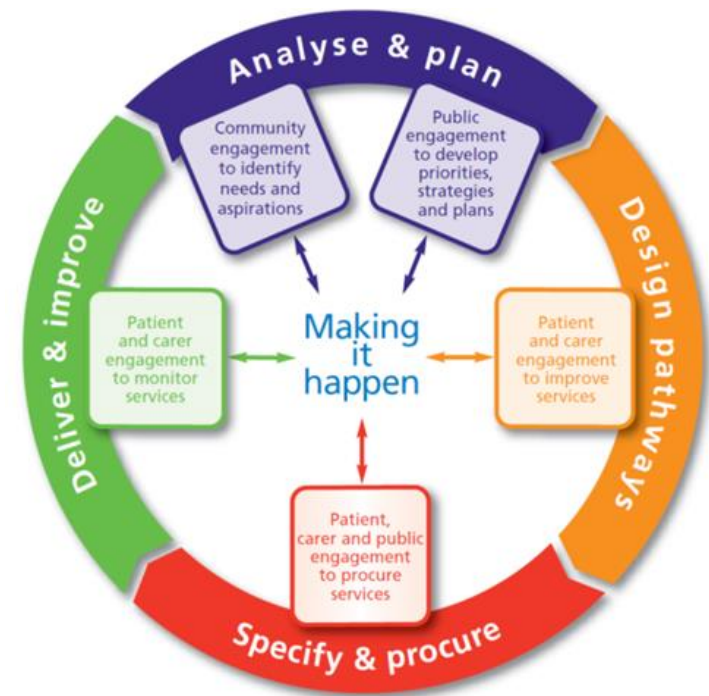 Analyse & plan
Community
engagement
to identify
needs and
aspirations
Public
engagement
to develop
priorities,
strategies
and plans
Design pathways
Patient
and carer
engagement
to improve
services
Making
it
happen
Patient
and carer
engagement
to monitor
services
Deliver & improve
Patient,
carer and public
engagement
to procure
services
Specify & procure